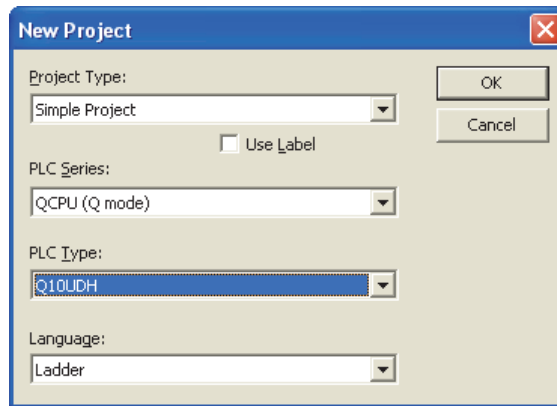 New Project
Project Type:
OK
Simple Project
Cancel
Use Label
PLC Series:
QCPU (Q mode)
PLC Type:
Q10UDH
Language:
Ladder